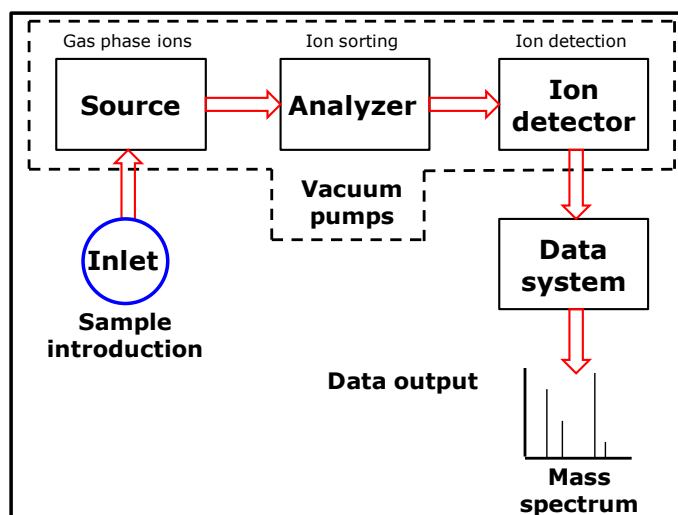 Gas phase ions
Ion sorting
Ion detection
Source
Analyzer
Ion
detector
Vacuum
pumps
Inlet
Sample
introduction
Data
system
Data output
Mass
spectrum